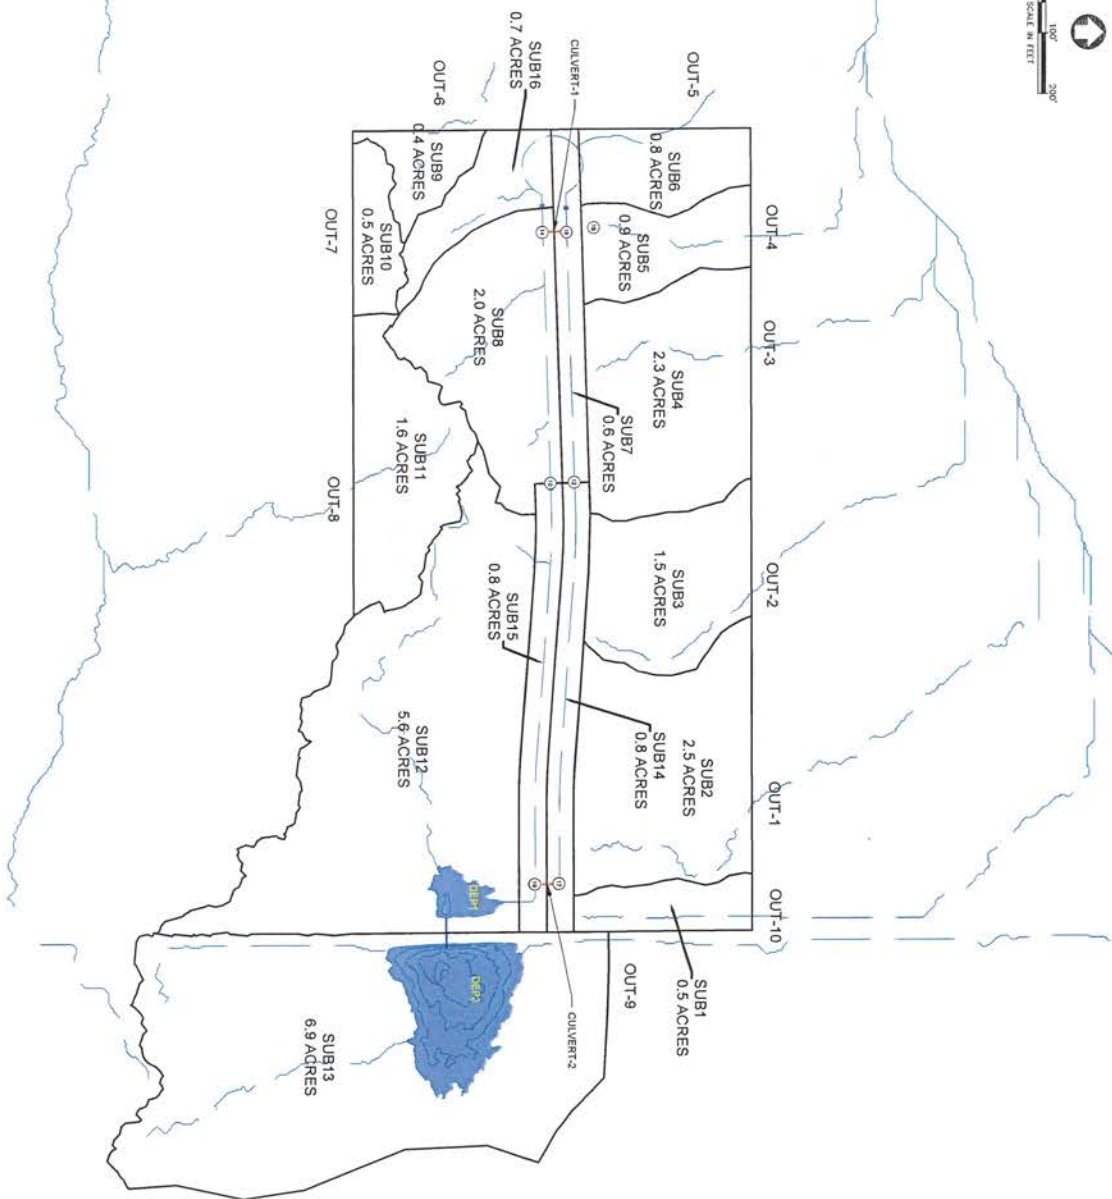 100'
200'
SCALE IN FEET
OUT-5
CULVERT-1
SUB16
0.7 ACRES
OUT-6
SUB6
0.8 ACRES
SUB9
0.4 ACRES
OUT-4
SUB5
0.9 ACRES
SUB10
0.5 ACRES
OUT-7
OUT-3
SUB4
2.3 ACRES
SUB7
0.6 ACRES
SUB8
2.0 ACRES
SUB11
1.6 ACRES
OUT-8
OUT-2
SUB3
1.5 ACRES
SUB15
0.8 ACRES
OUT-1
SUB2
2.5 ACRES
SUB14
0.8 ACRES
SUB12
5.6 ACRES
DEP1
OUT-10
SUB1
0.5 ACRES
OUT-9
DEP2
CULVERT-2
SUB13
6.9 ACRES